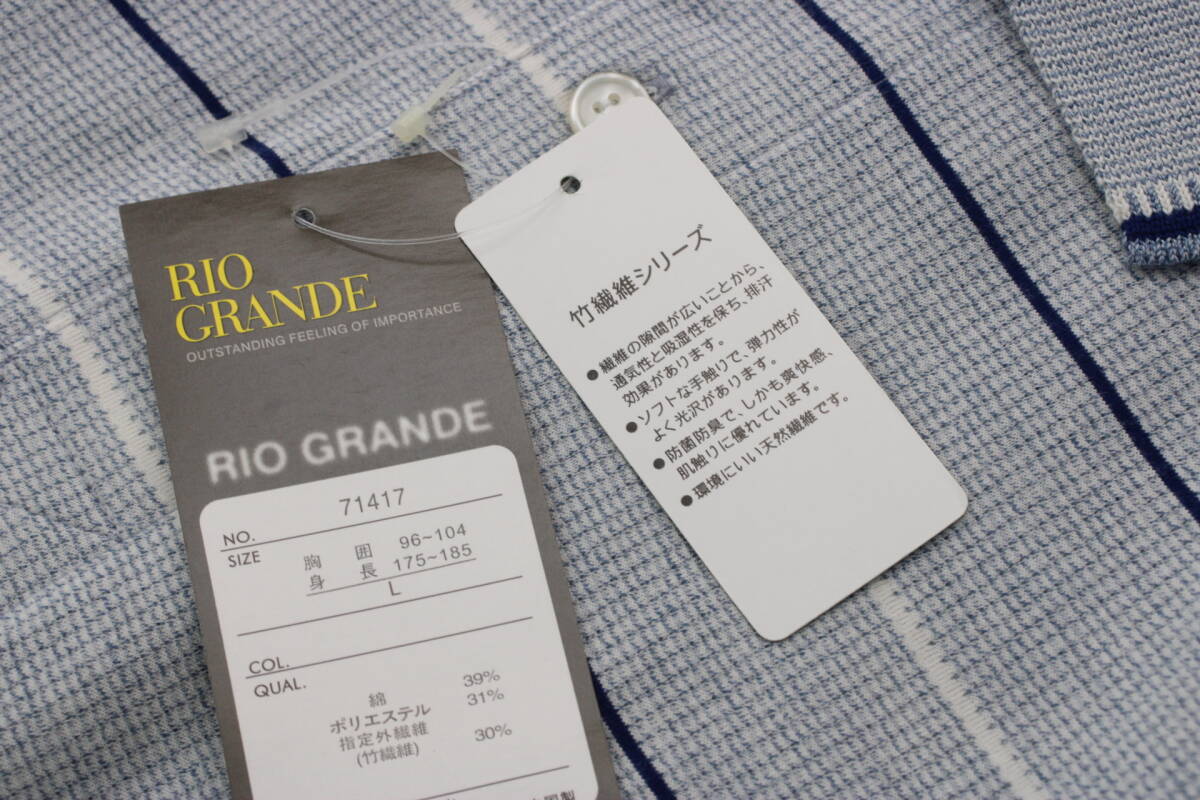 RIO
GRANDE
OUTSTANDING FEELING OF IMPORTANCE
RIO GRANDE
NO. 71417
SIZE 胸囲 96~104
身長 175~185
L
COL.
QUAL.
綿 39%
ポリエステル 31%
指定外繊維 30%
(竹繊維)
国製
竹繊維シリーズ
●繊維の隙間が広いことから、
通気性と吸湿性を保ち、排汗
効果があります。
●ソフトな手触りで、弾力性が
よく光沢があります。
●防菌防臭で、しかも爽快感、
肌触りに優れています。
●環境にいい天然繊維です。